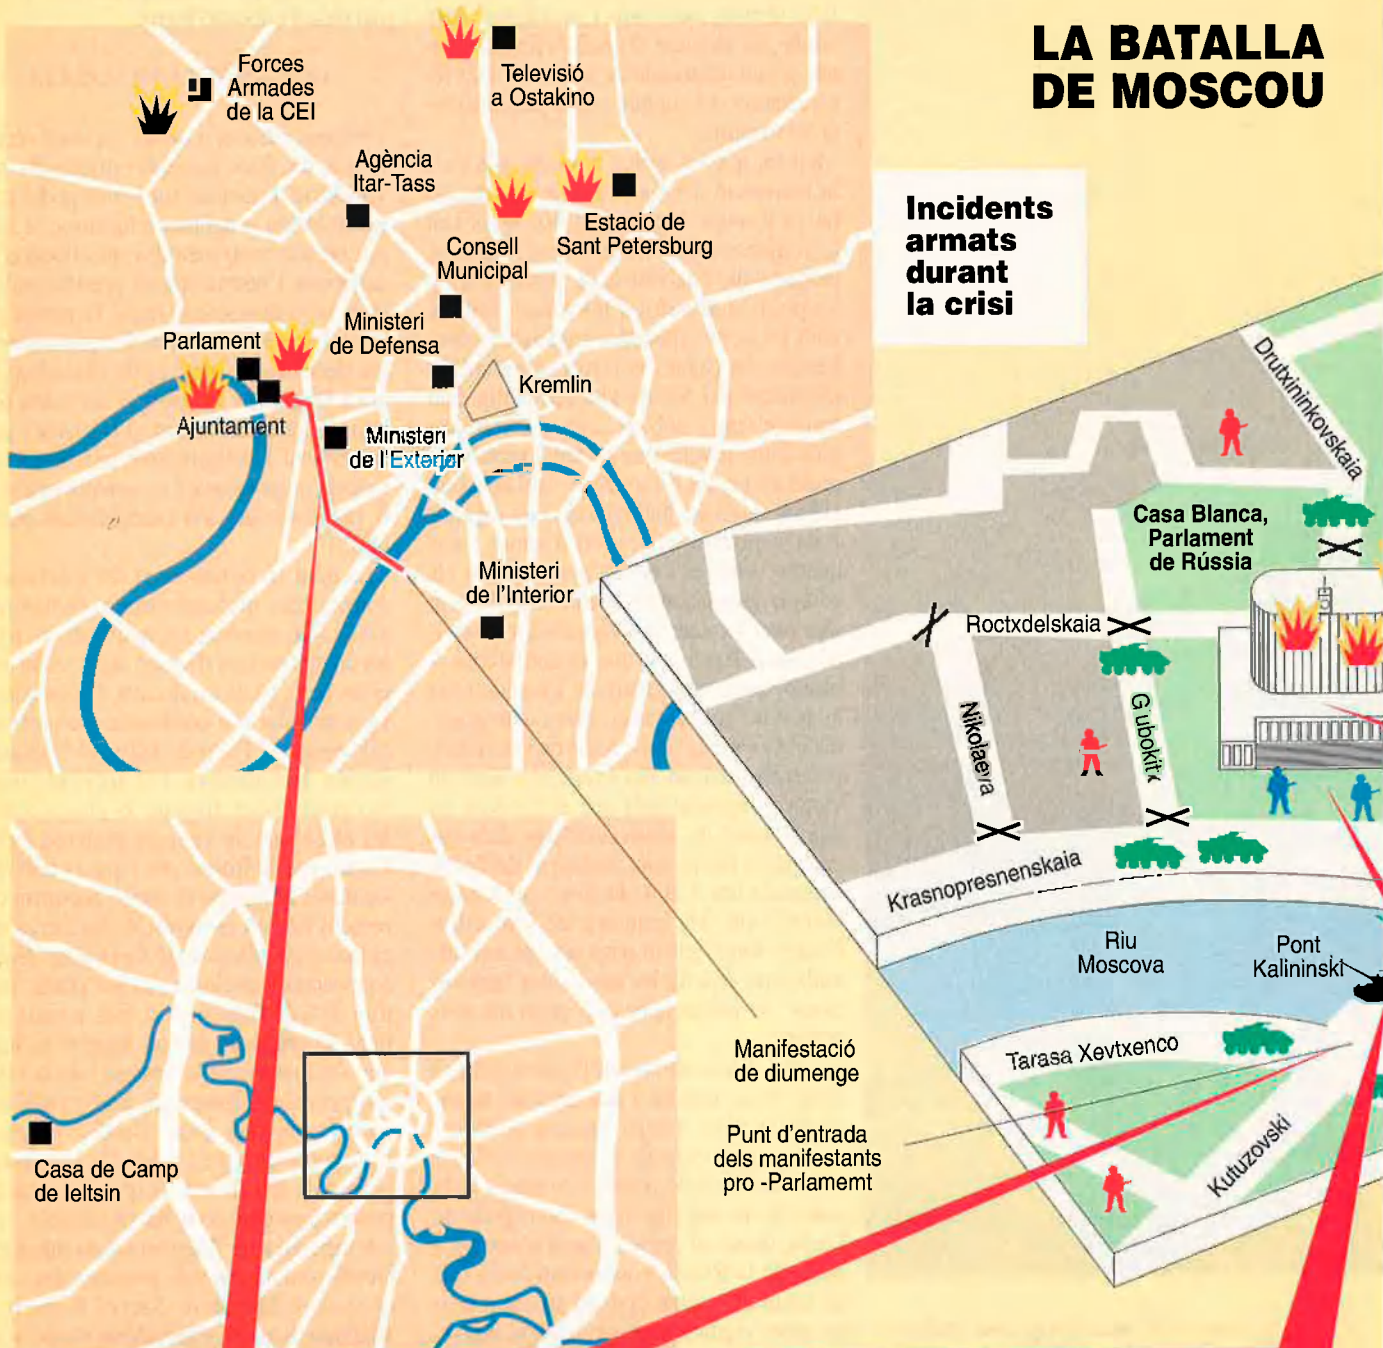 LA BATALLA
DE MOSCOU
Incidents
armats
durant
la crisi
Forces
Armades
de la CEI
Televisió
a Ostakino
Agència
Itar-Tass
Estació de
Sant Petersburg
Consell
Municipal
Parlament
Ministeri
de Defensa
Kremlin
Ajuntament
Ministeri
de l'Exterior
Ministeri
de l'Interior
Drutxininkovskaia
Casa Blanca,
Parlament
de Rússia
Roctxdelskaia
Nikolaeva
Glubokitx
Krasnopresnenskaia
Riu
Moscova
Pont
Kalininski
Tarasa Xevtxenco
Kutuzovski
Manifestació
de diumenge
Punt d'entrada
dels manifestants
pro -Parlamemt
Casa de Camp
de Ieltsin